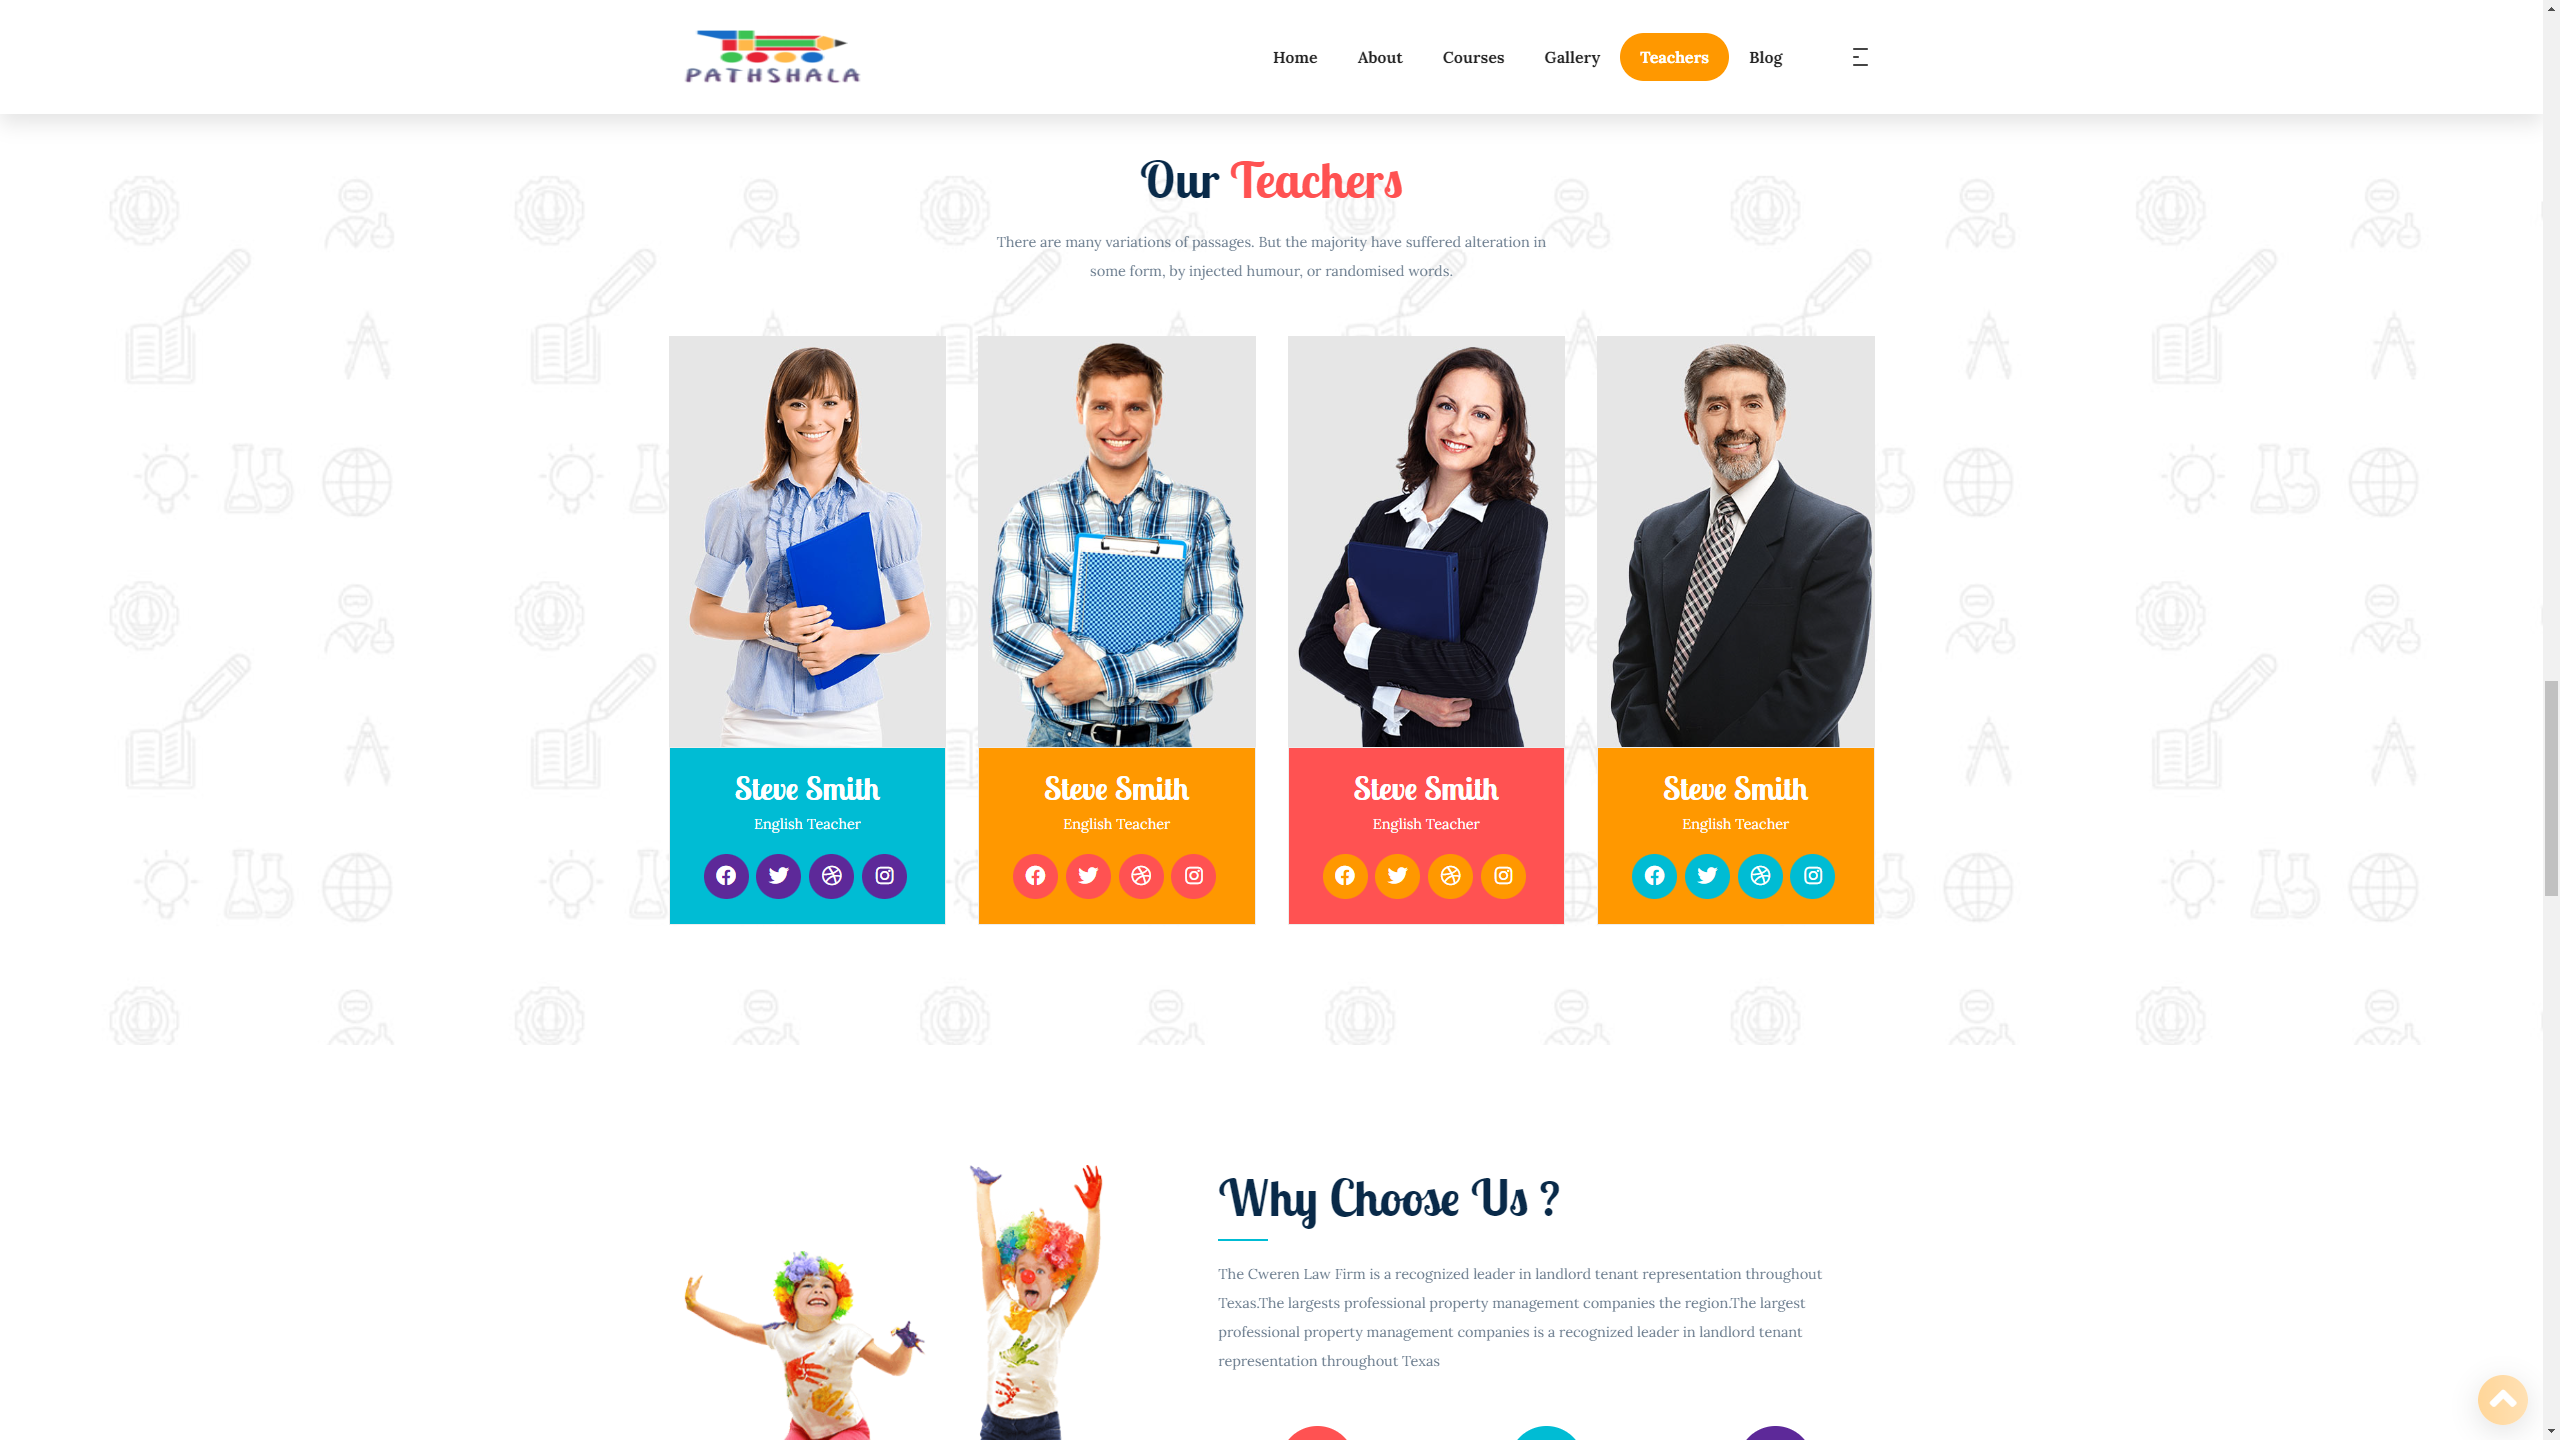 PATHSHALA
Home About Courses Gallery Teachers Blog
Our Teachers
There are many variations of passages. But the majority have suffered alteration in
some form, by injected humour, or randomised words.
Steve Smith
English Teacher
Steve Smith
English Teacher
Steve Smith
English Teacher
Steve Smith
English Teacher
Why Choose Us ?
The Cweren Law Firm is a recognized leader in landlord tenant representation throughout
Texas.The largests professional property management companies the region.The largest
professional property management companies is a recognized leader in landlord tenant
representation throughout Texas